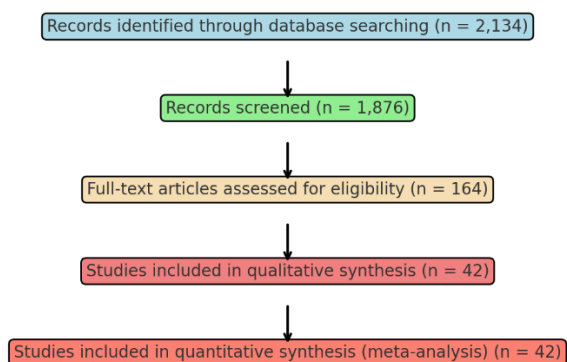 Records identified through database searching (n = 2,134)
Records screened (n = 1,876)
Full-text articles assessed for eligibility (n = 164)
Studies included in qualitative synthesis (n = 42)
Studies included in quantitative synthesis (meta-analysis) (n = 42)